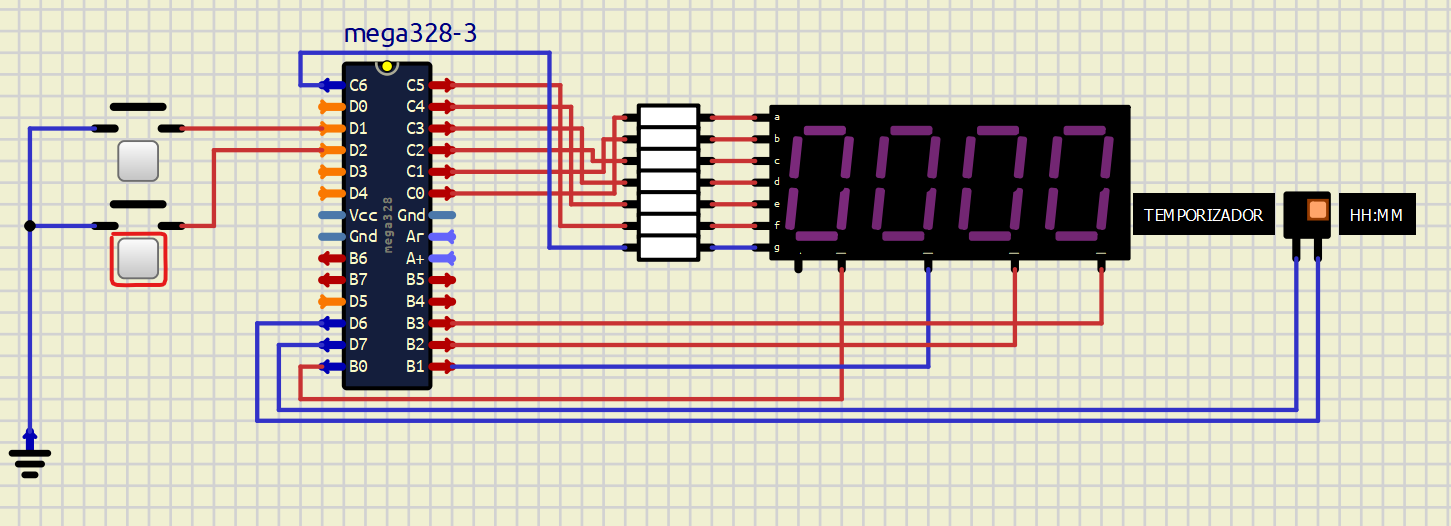 mega328-3
C6 C5
D0 C4
D1 C3
D2 C2
D3 C1
D4 C0
Vcc Gnd
Gnd Ar
B6 A+
B7 B5
D5 B4
D6 B3
D7 B2
B0 B1
mega328
a
b
c
d
e
f
g
TEMPORIZADOR
HH:MM